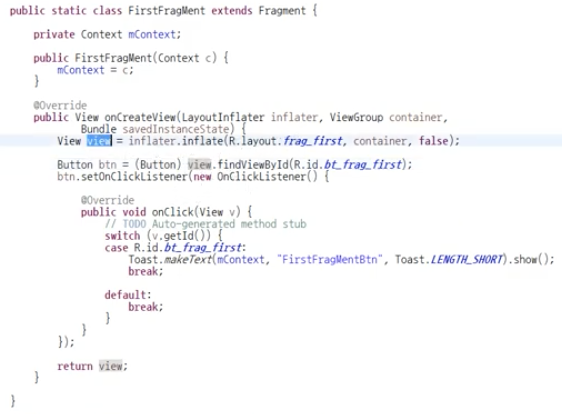 public static class FirstFragMent extends Fragment {
private Context mContext;
public FirstFragMent(Context c) {
mContext = c;
}
@Override
public View onCreateView(LayoutInflater inflater, ViewGroup container,
Bundle savedInstanceState) {
View view = inflater.inflate(R.layout.frag_first, container, false);
Button btn = (Button) view.findViewById(R.id.bt_frag_first);
btn.setOnClickListener(new OnClickListener() {
@Override
public void onClick(View v) {
// TODO Auto-generated method stub
switch (v.getId()) {
case R.id.bt_frag_first:
Toast.makeText(mContext, "FirstFragMentBtn", Toast.LENGTH_SHORT).show();
break;
default:
break;
}
}
});
return view;
}
}